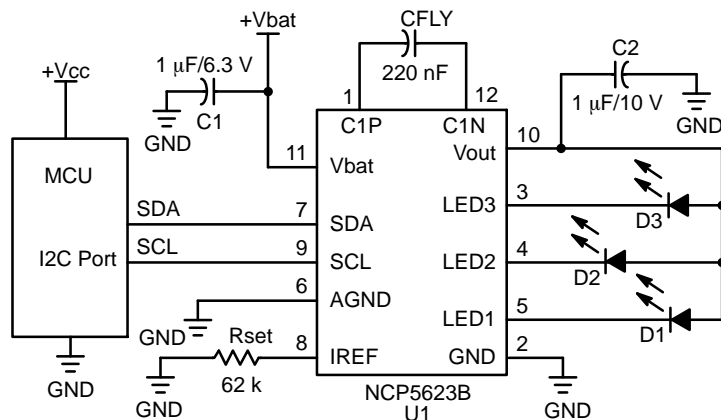 +Vbat
CFLY
+Vcc
1 μF/6.3 V
220 nF
C2
1
12
1 μF/10 V
C1
C1P
C1N
GND
10
GND
MCU
11
Vbat
Vout
3
SDA
7
LED3
SDA
D3
SCL
9
4
I2C Port
SCL
LED2
D2
6
AGND
5
GND
LED1
D1
Rset
8
IREF
GND
2
GND
62 k
GND
GND
NCP5623B
U1